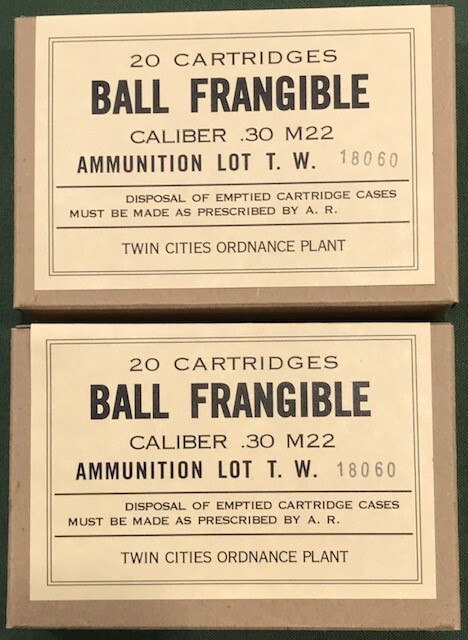 20 CARTRIDGES
BALL FRANGIBLE
CALIBER .30 M22
AMMUNITION LOT T. W. 18060
DISPOSAL OF EMPTIED CARTRIDGE CASES
MUST BE MADE AS PRESCRIBED BY A. R.
TWIN CITIES ORDNANCE PLANT
20 CARTRIDGES
BALL FRANGIBLE
CALIBER .30 M22
AMMUNITION LOT T. W. 18060
DISPOSAL OF EMPTIED CARTRIDGE CASES
MUST BE MADE AS PRESCRIBED BY A. R.
TWIN CITIES ORDNANCE PLANT